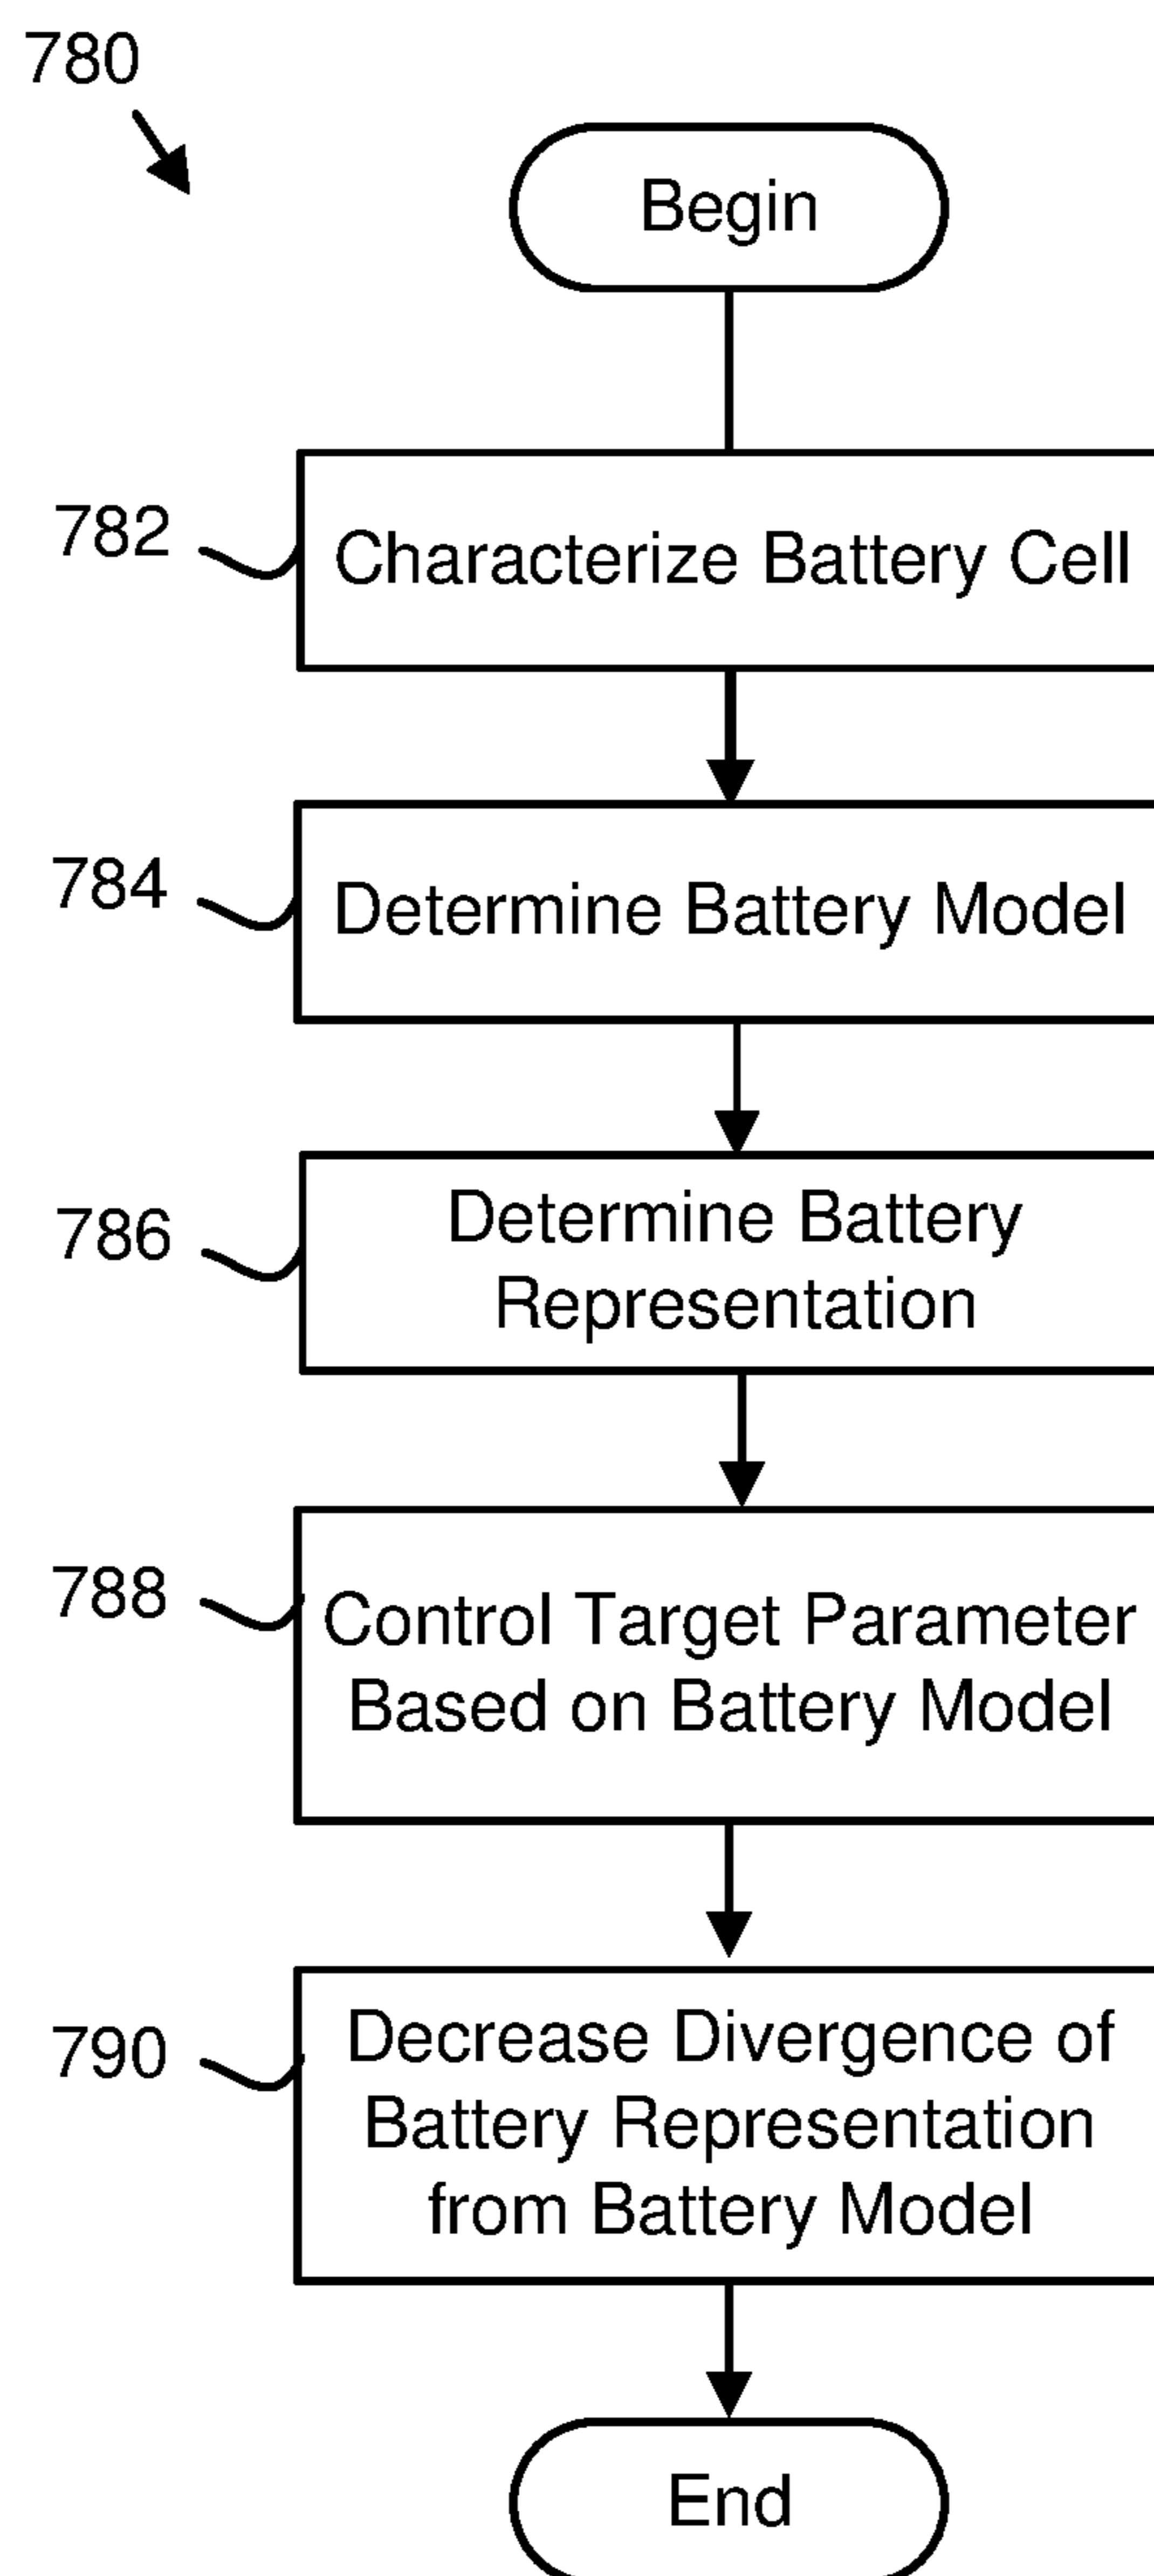 780
Begin
782
Characterize Battery Cell
784
Determine Battery Model
786
Determine Battery
Representation
788
Control Target Parameter
Based on Battery Model
790
Decrease Divergence of
Battery Representation
from Battery Model
End